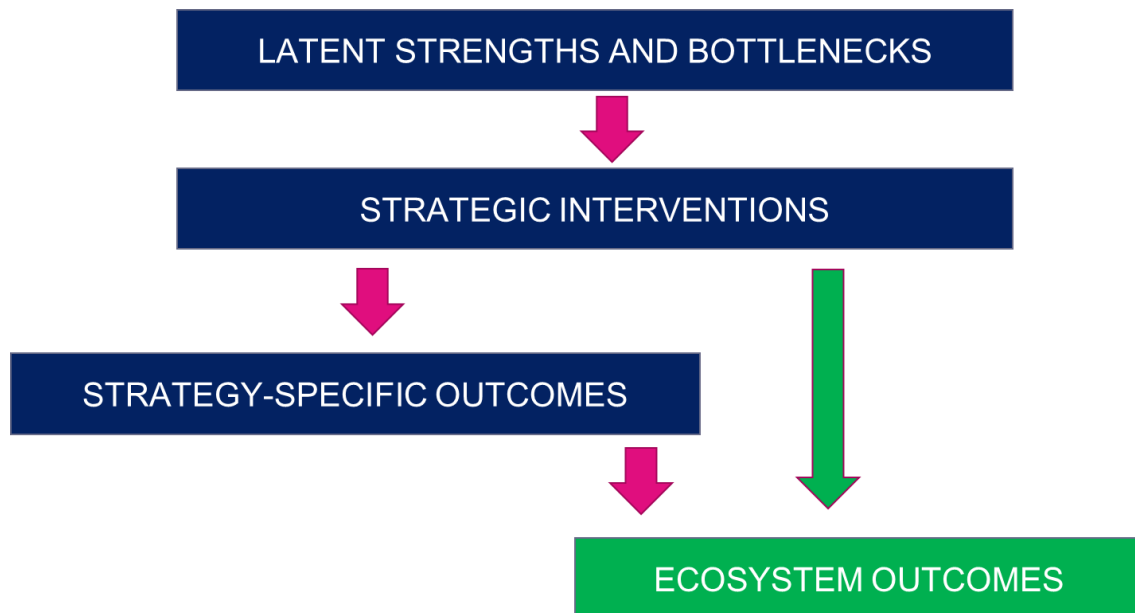 LATENT STRENGTHS AND BOTTLENECKS
STRATEGIC INTERVENTIONS
STRATEGY-SPECIFIC OUTCOMES
ECOSYSTEM OUTCOMES